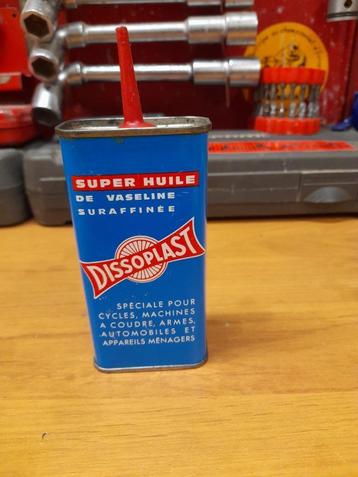 SUPER HUILE
DE VASELINE
SURAFFINÉE
DISSOPLAST
SPÉCIALE POUR
CYCLES, MACHINES
A COUDRE, ARMES,
AUTOMOBILES ET
APPAREILS MÉNAGERS